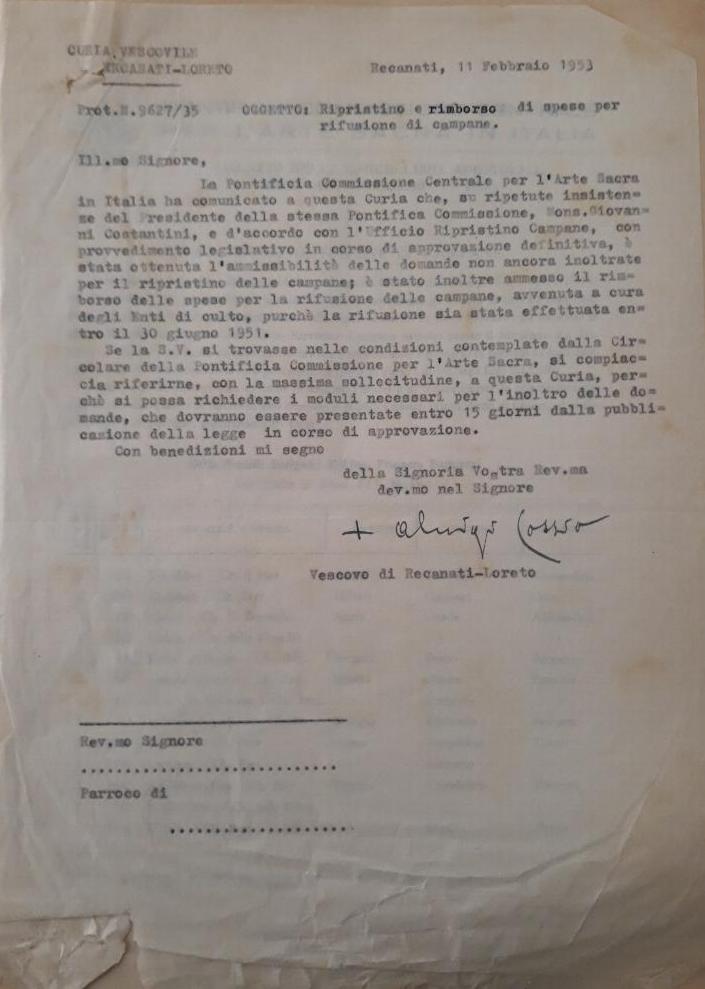 CURIA VESCOVILE
RECANATI-LORETO
Recanati, 11 Febbraio 1953
Prot.N.9627/35 OGGETTO: Ripristino e rimborso di spese per
rifusione di campane.
Ill.mo Signore,
La Pontificia Commissione Centrale per l'Arte Sacra
in Italia ha comunicato a questa Curia che, su ripetute insisten=
ze del Presidente della stessa Pontifica Commissione, Mons.Giovan=
ni Costantini, e d'accordo con l'Ufficio Ripristino Campane, con
provvedimento legislativo in corso di approvazione definitiva, è
stata ottenuta l'ammissibilità delle domande non ancora inoltrate
per il ripristino delle campane; è stato inoltre ammesso il rim=
borso delle spese per la rifusione delle campane, avvenuta a cura
degli Enti di culto, purchè la rifusione sia stata effettuata en=
tro il 30 giugno 1951.
Se la S.V. si trovasse nelle condizioni contemplate dalla Cir=
colare della Pontificia Commissione per l'Arte Sacra, si compiac=
cia riferirne, con la massima sollecitudine, a questa Curia, per=
chè si possa richiedere i moduli necessari per l'inoltro delle do=
mande, che dovranno essere presentate entro 15 giorni dalla pubbli=
cazione della legge in corso di approvazione.
Con benedizioni mi segno
della Signoria Vostra Rev.ma
dev.mo nel Signore
+ Aluigi Cossio
Vescovo di Recanati-Loreto
Rev.mo Signore
..............................
Parroco di
.....................